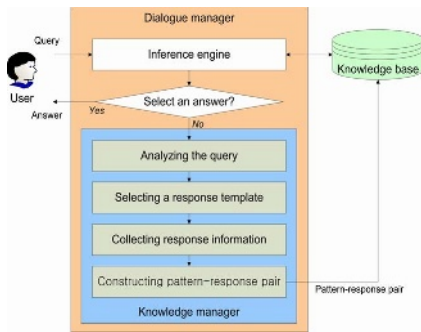 Dialogue manager
Query
Inference engine
Knowledge base
User
Select an answer?
Yes
Answer
No
Analyzing the query
Selecting a response template
Collecting response information
Constructing pattern-response pair
Pattern-response pair
Knowledge manager